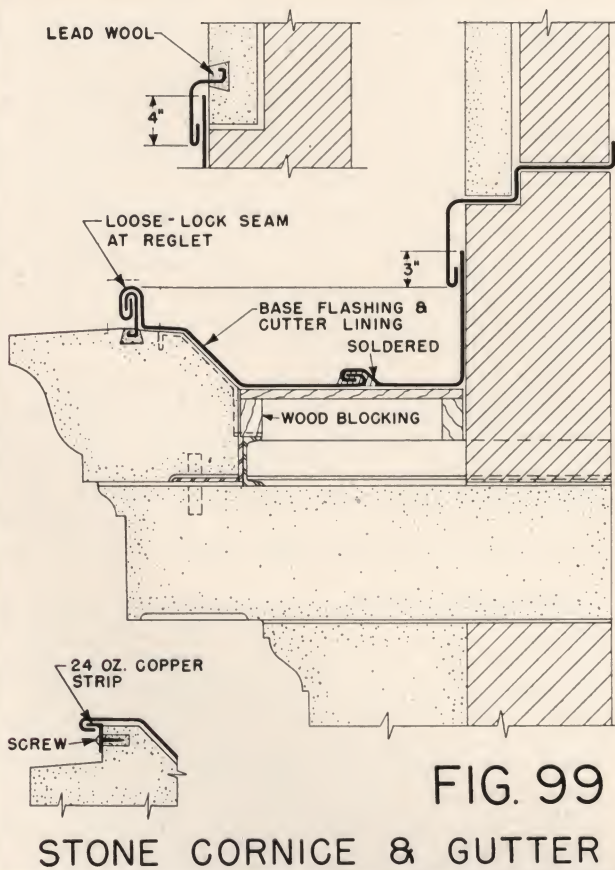 LEAD WOOL
4"
LOOSE-LOCK SEAM
AT REGLET
3"
BASE FLASHING &
GUTTER LINING
SOLDERED
WOOD BLOCKING
24 OZ. COPPER
STRIP
SCREW
FIG. 99
STONE CORNICE & GUTTER